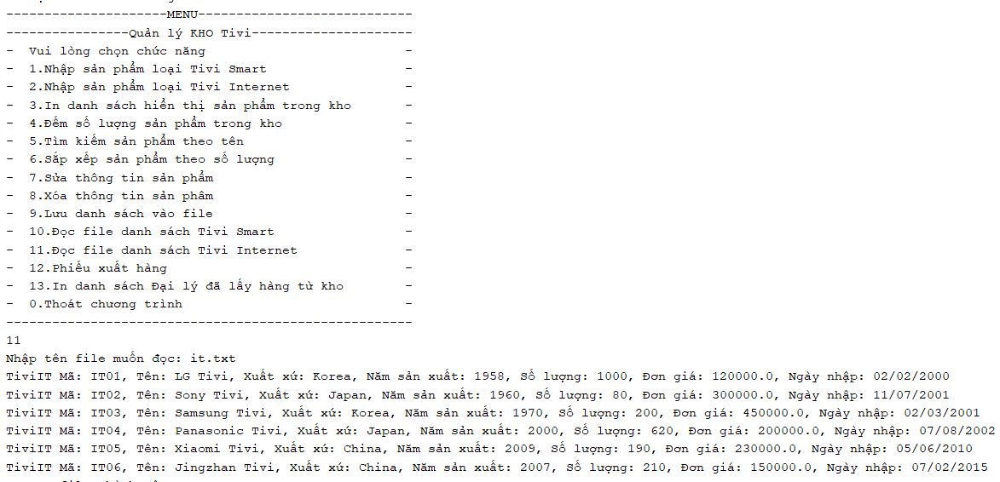 ---------------------MENU----------------------------
----------------Quản lý KHO Tivi---------------------
-  Vui lòng chọn chức năng                          -
-  1.Nhập sản phẩm loại Tivi Smart                  -
-  2.Nhập sản phẩm loại Tivi Internet               -
-  3.In danh sách hiển thị sản phẩm trong kho       -
-  4.Đếm số lượng sản phẩm trong kho                -
-  5.Tìm kiếm sản phẩm theo tên                     -
-  6.Sắp xếp sản phẩm theo số lượng                 -
-  7.Sửa thông tin sản phẩm                         -
-  8.Xóa thông tin sản phâm                         -
-  9.Lưu danh sách vào file                         -
-  10.Đọc file danh sách Tivi Smart                 -
-  11.Đọc file danh sách Tivi Internet              -
-  12.Phiếu xuất hàng                               -
-  13.In danh sách Đại lý đã lấy hàng từ kho        -
-  0.Thoát chương trình                             -
-----------------------------------------------------
11
Nhập tên file muốn đọc: it.txt
TiviIT Mã: IT01, Tên: LG Tivi, Xuất xứ: Korea, Năm sản xuất: 1958, Số lượng: 1000, Đơn giá: 120000.0, Ngày nhập: 02/02/2000
TiviIT Mã: IT02, Tên: Sony Tivi, Xuất xứ: Japan, Năm sản xuất: 1960, Số lượng: 80, Đơn giá: 300000.0, Ngày nhập: 11/07/2001
TiviIT Mã: IT03, Tên: Samsung Tivi, Xuất xứ: Korea, Năm sản xuất: 1970, Số lượng: 200, Đơn giá: 450000.0, Ngày nhập: 02/03/2001
TiviIT Mã: IT04, Tên: Panasonic Tivi, Xuất xứ: Japan, Năm sản xuất: 2000, Số lượng: 620, Đơn giá: 200000.0, Ngày nhập: 07/08/2002
TiviIT Mã: IT05, Tên: Xiaomi Tivi, Xuất xứ: China, Năm sản xuất: 2009, Số lượng: 190, Đơn giá: 230000.0, Ngày nhập: 05/06/2010
TiviIT Mã: IT06, Tên: Jingzhan Tivi, Xuất xứ: China, Năm sản xuất: 2007, Số lượng: 210, Đơn giá: 150000.0, Ngày nhập: 07/02/2015